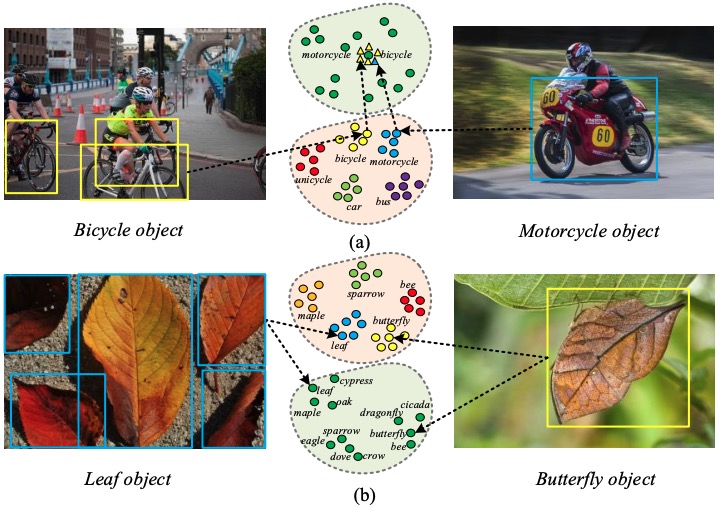 motorcycle bicycle
bicycle motorcycle
unicycle
car bus
60
60
Bicycle object
(a)
Motorcycle object
bee
sparrow
maple
butterfly
leaf
cypress
leaf
maple oak
cicada
dragonfly
sparrow butterfly
eagle bee
dove crow
Leaf object
(b)
Butterfly object